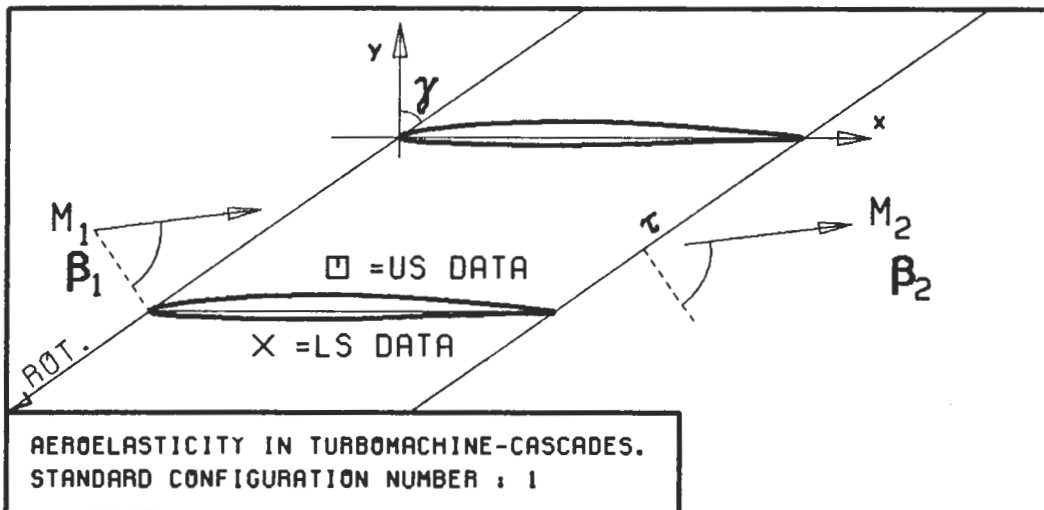 y
γ
x
M₁
β₁
τ
M₂
β₂
□ =US DATA
× =LS DATA
ROT.
AEROELASTICITY IN TURBOMACHINE-CASCADES.
STANDARD CONFIGURATION NUMBER : 1